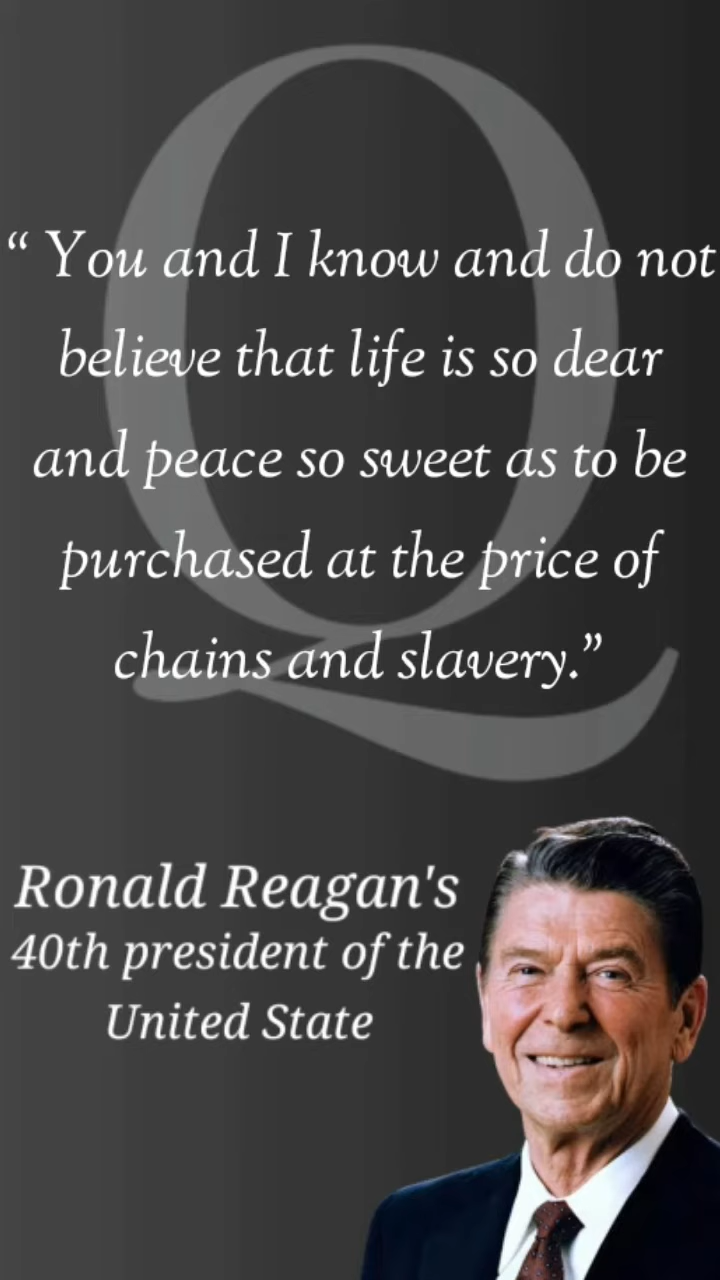 “ You and I know and do not
believe that life is so dear
and peace so sweet as to be
purchased at the price of
chains and slavery.”
Ronald Reagan's
40th president of the
United State